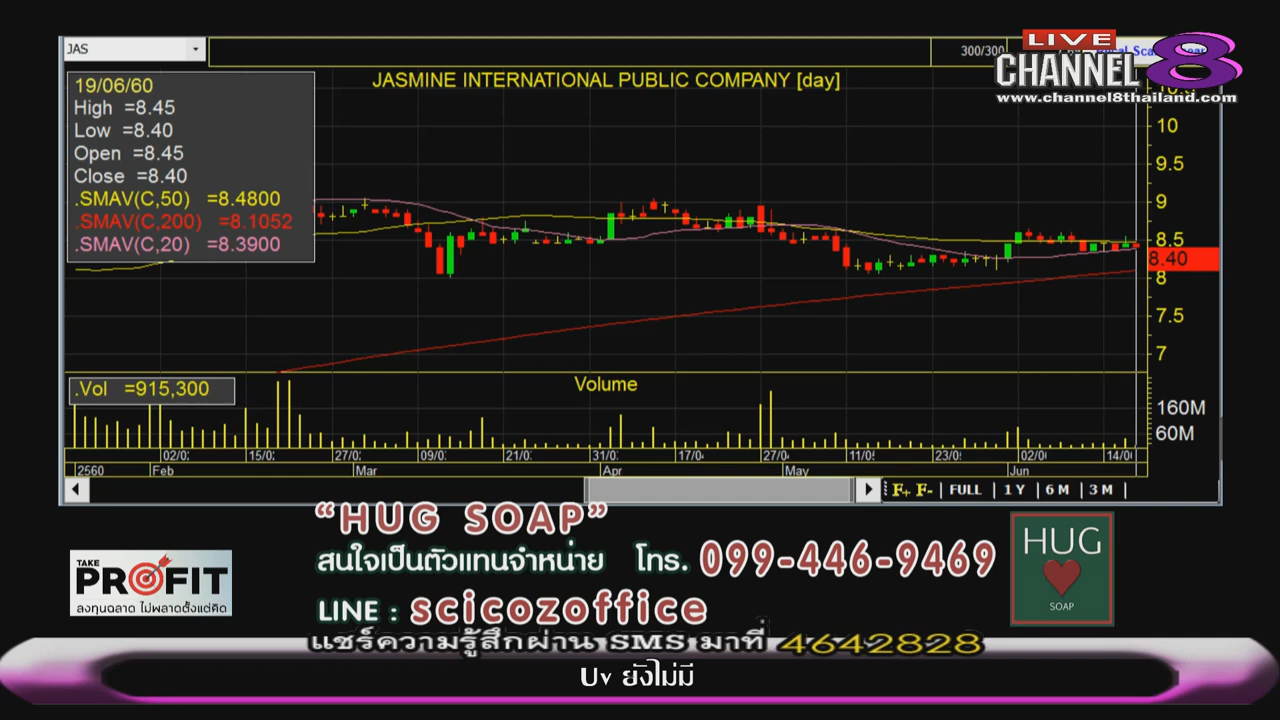 JAS
300/300
LIVE
CHANNEL 8
www.channel8thailand.com
JASMINE INTERNATIONAL PUBLIC COMPANY [day]
19/06/60
High =8.45
Low =8.40
Open =8.45
Close =8.40
.SMAV(C,50) =8.4800
.SMAV(C,200) =8.1052
.SMAV(C,20) =8.3900
10
9.5
9
8.5
8.40
8
7.5
7
.Vol =915,300
Volume
160M
60M
02/0
15/0
27/0
09/0
21/0
31/0
17/0
27/0
11/0
23/0
02/0
14/0
2560 Feb Mar Apr May Jun
F+ F- FULL 1 Y 6 M 3 M
"HUG SOAP"
สนใจเป็นตัวแทนจำหน่าย โทร. 099-446-9469
LINE : scicozoffice
TAKE PROFIT
ลงทุนฉลาด ไม่พลาดตั้งแต่คิด
HUG
SOAP
แชร์ความรู้สึกผ่าน SMS มาที่ 4642828
Uv ยังไม่มี